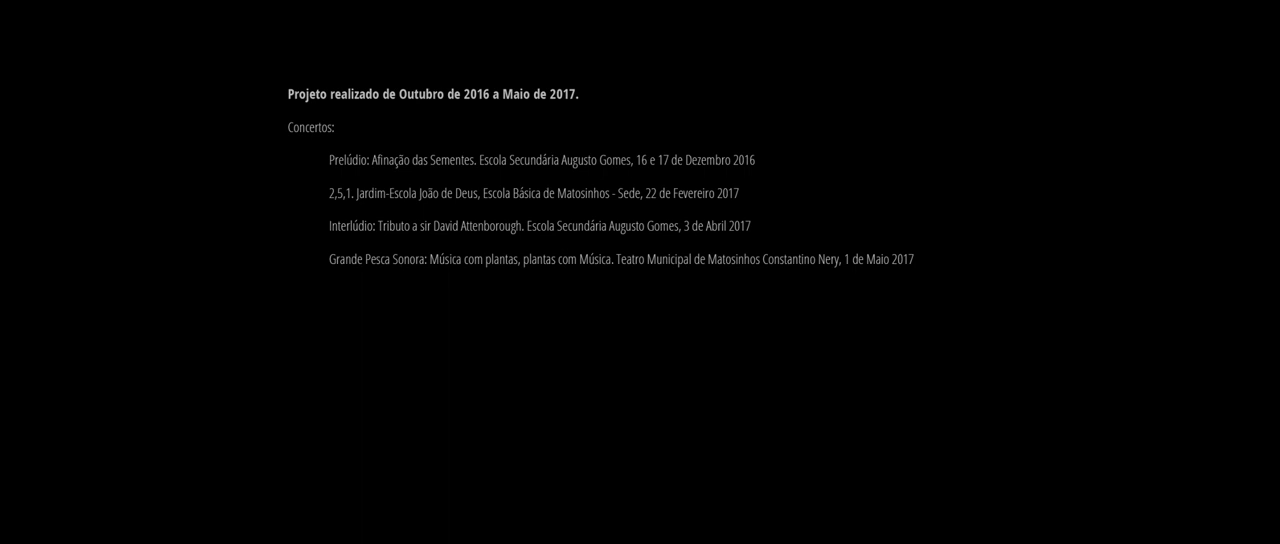 Projeto realizado de Outubro de 2016 a Maio de 2017.
Concertos:
Prelúdio: Afinação das Sementes. Escola Secundária Augusto Gomes, 16 e 17 de Dezembro 2016
2,5,1. Jardim-Escola João de Deus, Escola Básica de Matosinhos - Sede, 22 de Fevereiro 2017
Interlúdio: Tributo a sir David Attenborough. Escola Secundária Augusto Gomes, 3 de Abril 2017
Grande Pesca Sonora: Música com plantas, plantas com Música. Teatro Municipal de Matosinhos Constantino Nery, 1 de Maio 2017